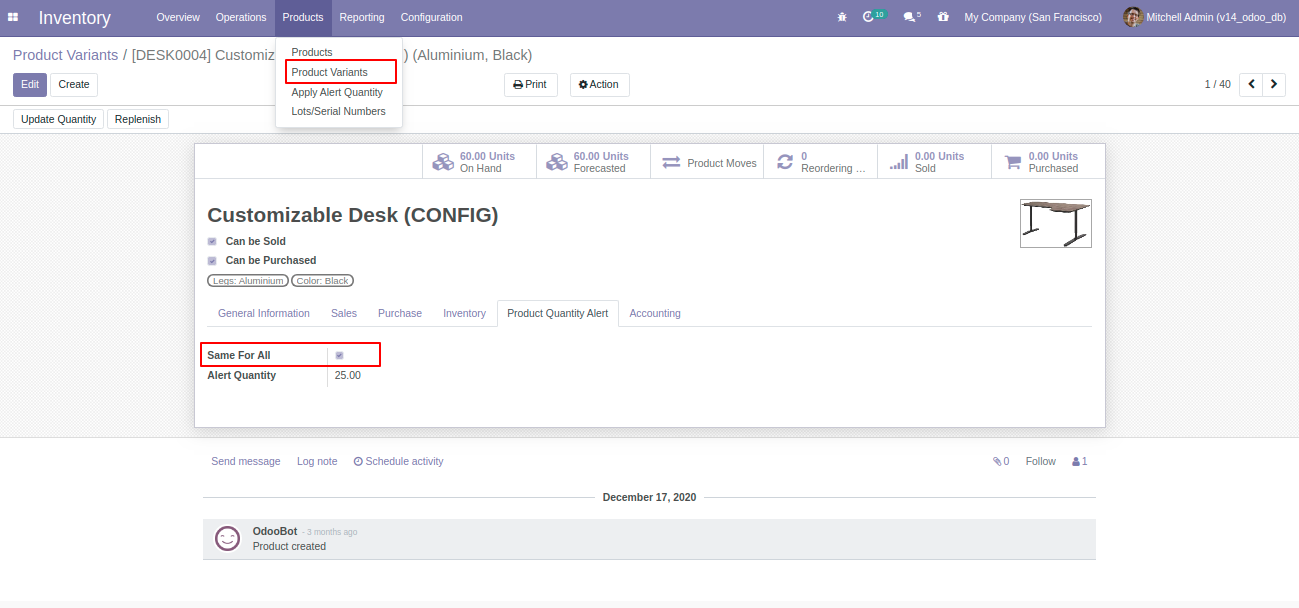 Inventory Overview Operations Products Reporting Configuration 10 5 My Company (San Francisco) Mitchell Admin (v14_odoo_db)
Product Variants / [DESK0004] Customiz ) (Aluminium, Black)
Products
Product Variants
Apply Alert Quantity
Lots/Serial Numbers
Edit Create Print Action 1 / 40
Update Quantity Replenish
60.00 Units
On Hand
60.00 Units
Forecasted
Product Moves
0
Reordering ...
0.00 Units
Sold
0.00 Units
Purchased
Customizable Desk (CONFIG)
Can be Sold
Can be Purchased
Legs: Aluminium Color: Black
General Information Sales Purchase Inventory Product Quantity Alert Accounting
Same For All
Alert Quantity 25.00
Send message Log note Schedule activity 0 Follow 1
December 17, 2020
OdooBot - 3 months ago
Product created